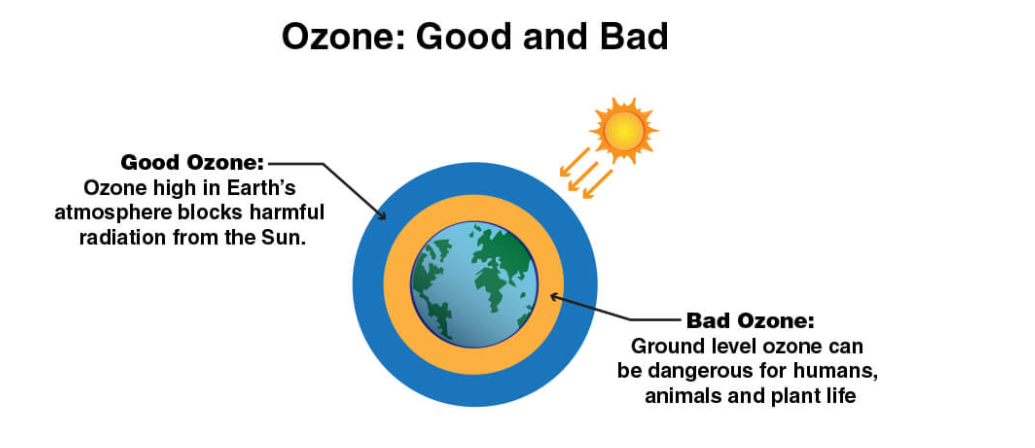 Ozone: Good and Bad
Good Ozone:
Ozone high in Earth's
atmosphere blocks harmful
radiation from the Sun.
Bad Ozone:
Ground level ozone can
be dangerous for humans,
animals and plant life